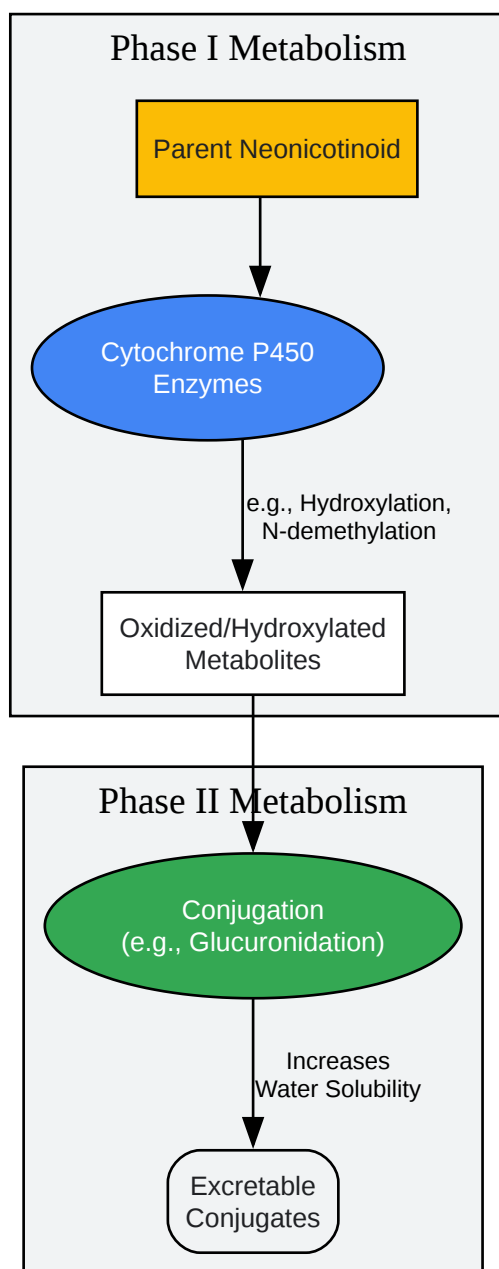 Phase I Metabolism
Parent Neonicotinoid
Cytochrome P450
Enzymes
e.g., Hydroxylation,
N-demethylation
Oxidized/Hydroxylated
Metabolites
Phase II Metabolism
Conjugation
(e.g., Glucuronidation)
Increases
Water Solubility
Excretable
Conjugates